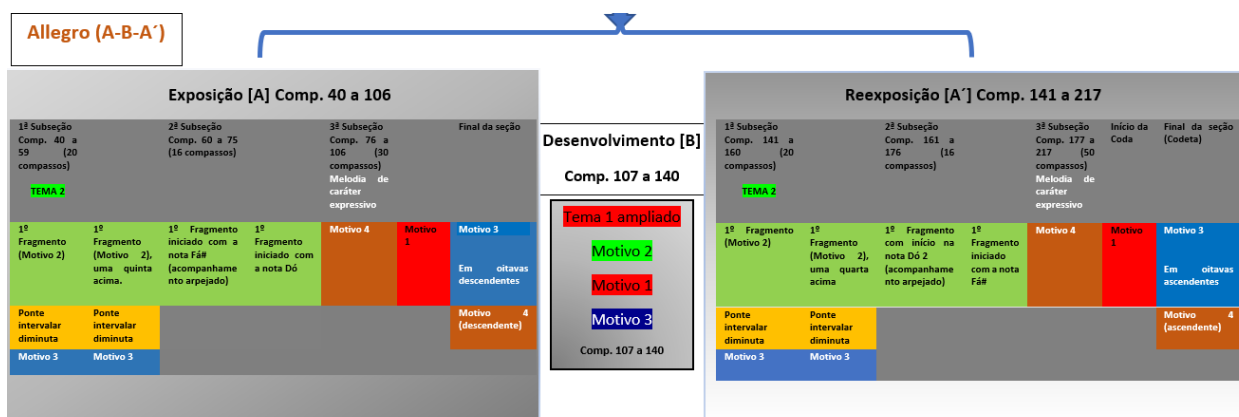 Allegro (A-B-A´)
Exposição [A] Comp. 40 a 106
1ª Subseção
Comp. 40 a
59 (20
compassos)
TEMA 2
2ª Subseção
Comp. 60 a 75
(16 compassos)
3ª Subseção
Comp. 76 a
106 (30
compassos)
Melodia de
caráter
expressivo
Final da seção
1º
Fragmento
(Motivo 2)
1º
Fragmento
(Motivo 2),
uma quinta
acima.
1º Fragmento
iniciado com a
nota Fá#
(acompanhame
nto arpejado)
1º
Fragmento
iniciado com
a nota Dó
Motivo 4
Motivo
1
Motivo 3
Em oitavas
descendentes
Ponte
intervalar
diminuta
Ponte
intervalar
diminuta
Motivo 4
(descendente)
Motivo 3
Motivo 3
Desenvolvimento [B]
Comp. 107 a 140
Tema 1 ampliado
Motivo 2
Motivo 1
Motivo 3
Comp. 107 a 140
Reexposição [A´] Comp. 141 a 217
1ª Subseção
Comp. 141 a
160 (20
compassos)
TEMA 2
2ª Subseção
Comp. 161 a
176 (16
compassos)
3ª Subseção
Comp. 177 a
217 (50
compassos)
Melodia de
caráter
expressivo
Início da
Coda
Final da seção
(Codeta)
1º Fragmento
(Motivo 2)
1º
Fragmento
(Motivo 2),
uma quarta
acima
1º Fragmento
com início na
nota Dó 2
(acompanhame
nto arpejado)
1º
Fragmento
iniciado com a
nota Fá#
Motivo 4
Motivo
1
Motivo 3
Em oitavas
ascendentes
Ponte
intervalar
diminuta
Ponte
intervalar
diminuta
Motivo 4
(ascendente)
Motivo 3
Motivo 3